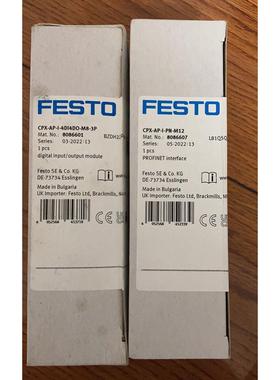 FESTO
CPX-AP-I-4DI4DO-M8-3P
Mat. No.: 8086601
Series: 03-2022 13
1 pcs
digital input/output module
Festo SE & Co. KG
DE-73734 Esslingen
Made in Bulgaria
UK Importer: Festo Ltd, Brackmills,
FESTO
CPX-AP-I-PN-M12
Mat. No.: 8086607
Series: 05-2022 13
1 pcs
PROFINET interface
Festo SE & Co. KG
DE-73734 Esslingen
Made in Bulgaria
UK Importer: Festo Ltd, Brackmills,